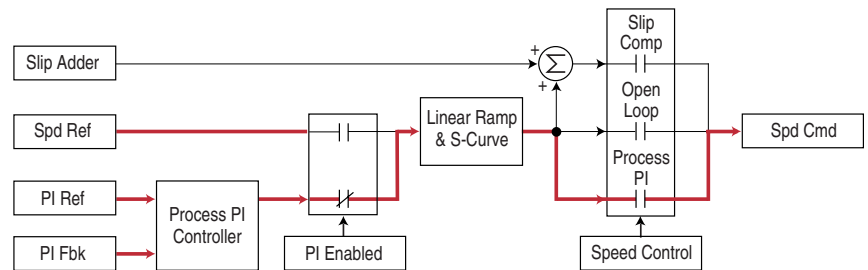 Slip Adder
+
Σ
+
Slip
Comp
Spd Ref
Linear Ramp
& S-Curve
Open
Loop
Spd Cmd
Process
PI
PI Ref
Process PI
Controller
PI Fbk
PI Enabled
Speed Control